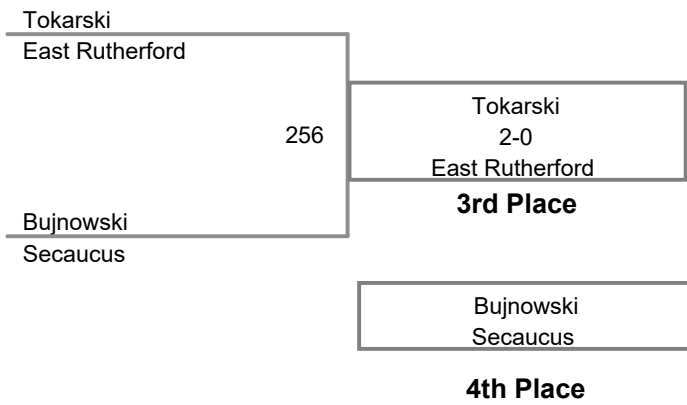 Tokarski
East Rutherford
256
Tokarski
2-0
East Rutherford
3rd Place
Bujnowski
Secaucus
Bujnowski
Secaucus
4th Place